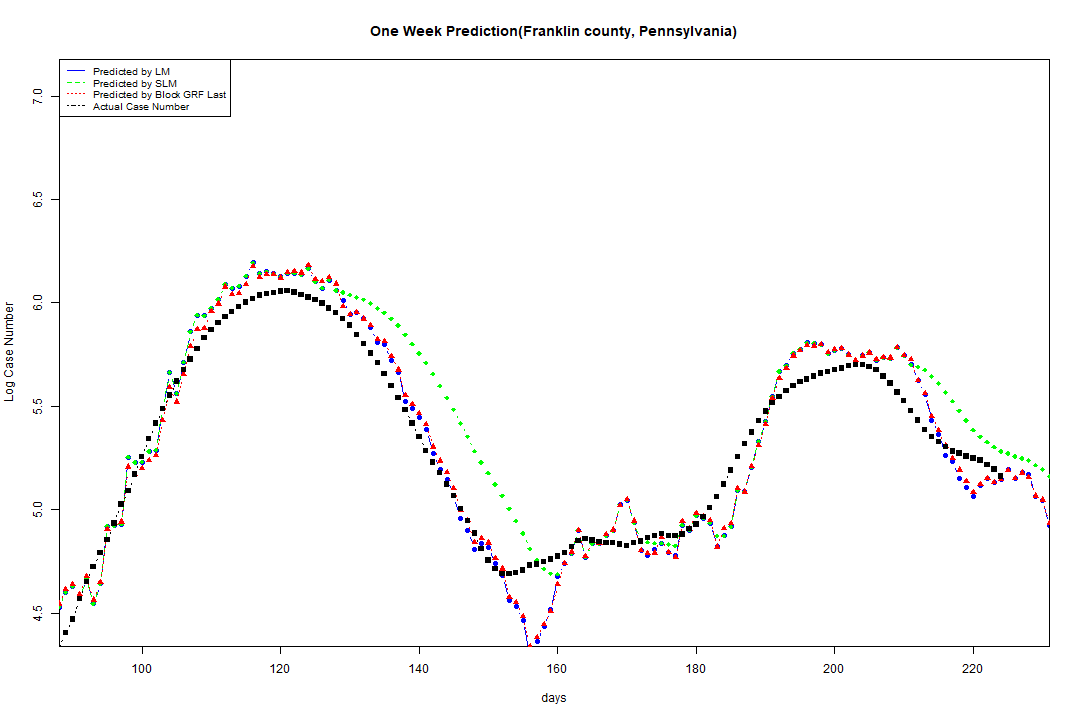 One Week Prediction(Franklin county, Pennsylvania)
Predicted by LM
Predicted by SLM
Predicted by Block GRF Last
Actual Case Number
7.0
6.5
6.0
5.5
5.0
4.5
Log Case Number
100 120 140 160 180 200 220
days